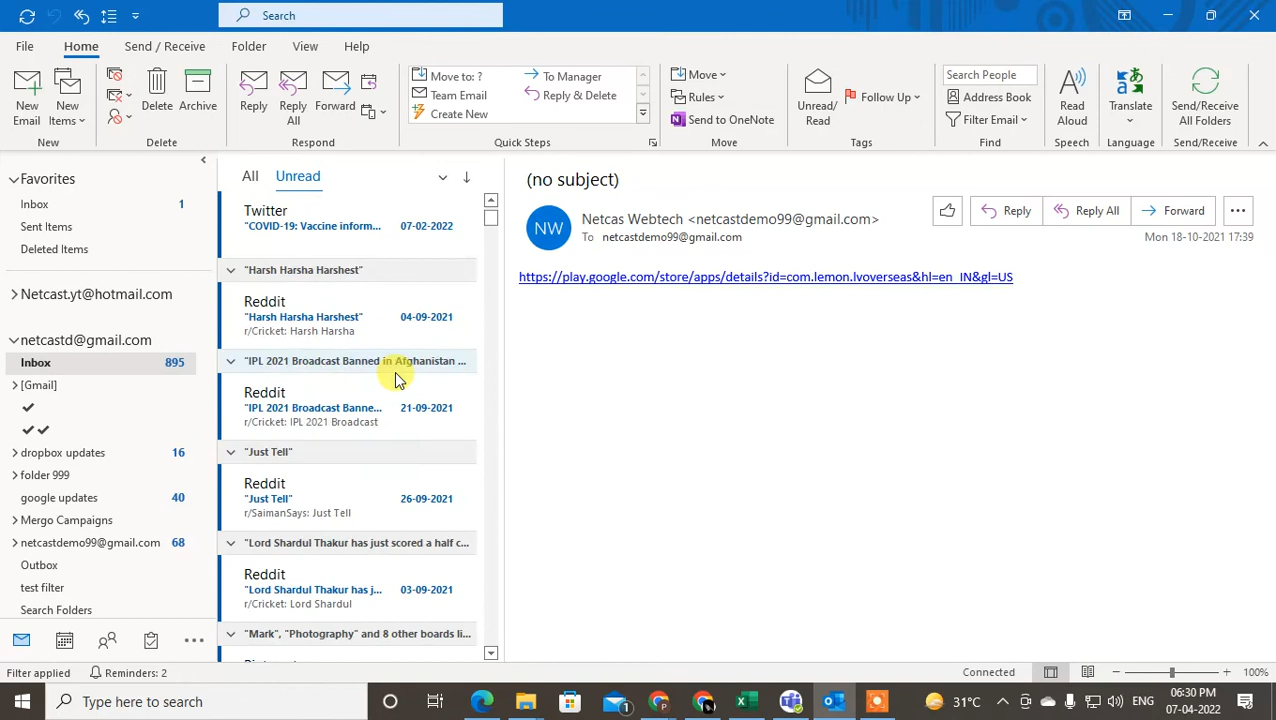 Search
File
Home
Send / Receive
Folder
View
Help
New Email
New Items
New
Delete
Archive
Delete
Reply
Reply All
Forward
Respond
Move to: ?
Team Email
Create New
To Manager
Reply & Delete
Quick Steps
Move
Rules
Send to OneNote
Move
Unread/ Read
Follow Up
Tags
Search People
Address Book
Filter Email
Find
Read Aloud
Speech
Translate
Language
Send/Receive All Folders
Send/Receive
Favorites
Inbox 1
Sent Items
Deleted Items
Netcast.yt@hotmail.com
netcastd@gmail.com
Inbox 895
[Gmail]
dropbox updates 16
folder 999
google updates 40
Mergo Campaigns
netcastdemo99@gmail.com 68
Outbox
test filter
Search Folders
All Unread
Twitter
"COVID-19: Vaccine inform... 07-02-2022
"Harsh Harsha Harshest"
Reddit
"Harsh Harsha Harshest" 04-09-2021
r/Cricket: Harsh Harsha
"IPL 2021 Broadcast Banned in Afghanistan ...
Reddit
"IPL 2021 Broadcast Banne... 21-09-2021
r/Cricket: IPL 2021 Broadcast
"Just Tell"
Reddit
"Just Tell" 26-09-2021
r/SaimanSays: Just Tell
"Lord Shardul Thakur has just scored a half c...
Reddit
"Lord Shardul Thakur has j... 03-09-2021
r/Cricket: Lord Shardul
"Mark", "Photography" and 8 other boards li...
(no subject)
NW
Netcas Webtech <netcastdemo99@gmail.com>
To netcastdemo99@gmail.com
Reply
Reply All
Forward
Mon 18-10-2021 17:39
https://play.google.com/store/apps/details?id=com.lemon.lvoverseas&hl=en_IN&gl=US
Filter applied
Reminders: 2
Connected
100%
Type here to search
1
31°C
ENG
06:30 PM
07-04-2022